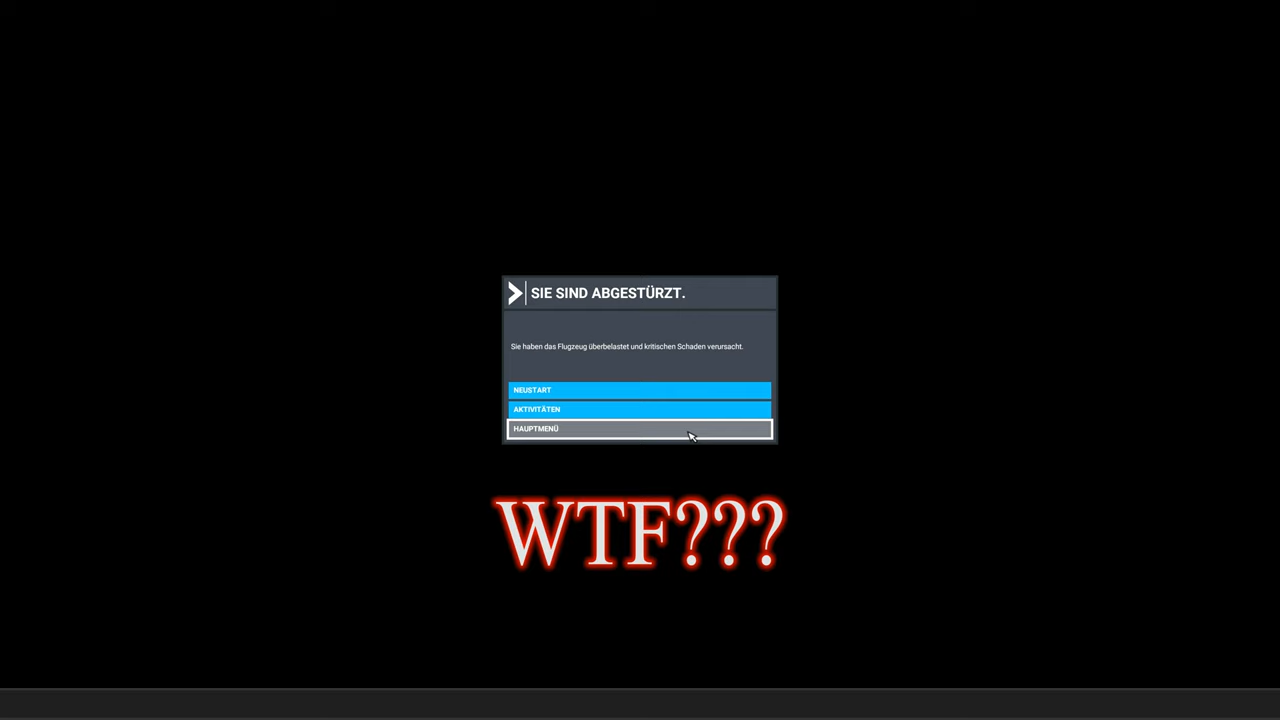 SIE SIND ABGESTÜRZT.
Sie haben das Flugzeug überbelastet und kritischen Schaden verursacht.
NEUSTART
AKTIVITÄTEN
HAUPTMENÜ
WTF???